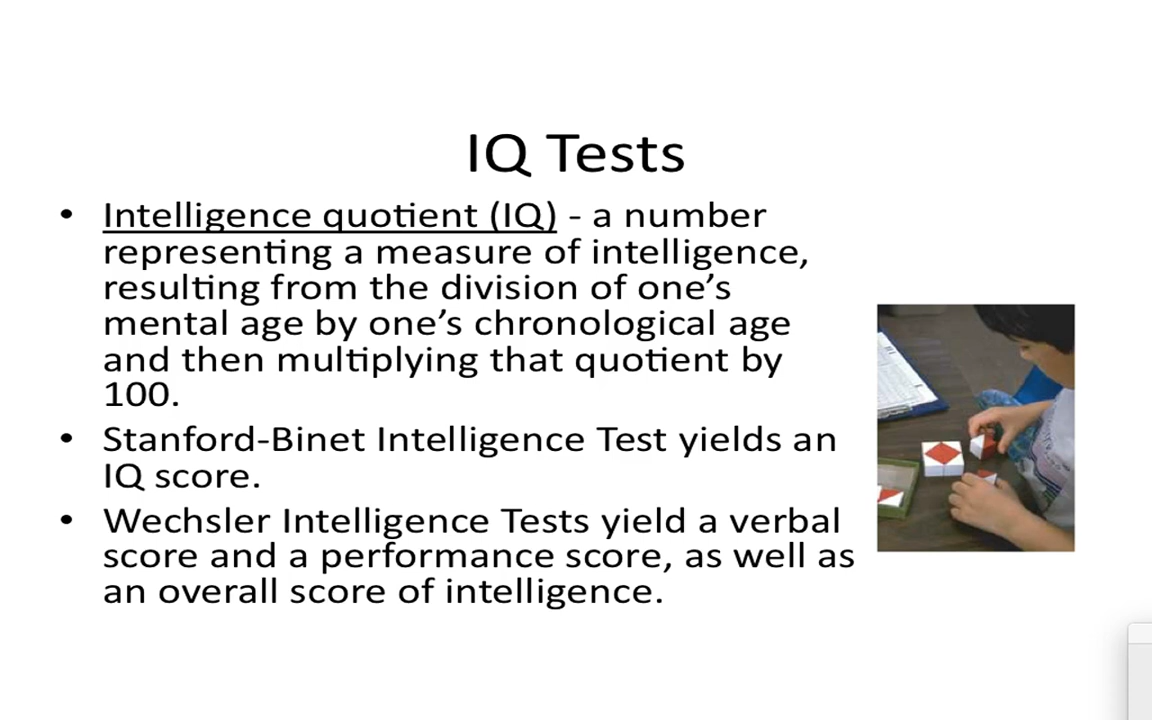 IQ Tests
• Intelligence quotient (IQ) - a number
representing a measure of intelligence,
resulting from the division of one’s
mental age by one’s chronological age
and then multiplying that quotient by
100.
• Stanford-Binet Intelligence Test yields an
IQ score.
• Wechsler Intelligence Tests yield a verbal
score and a performance score, as well as
an overall score of intelligence.